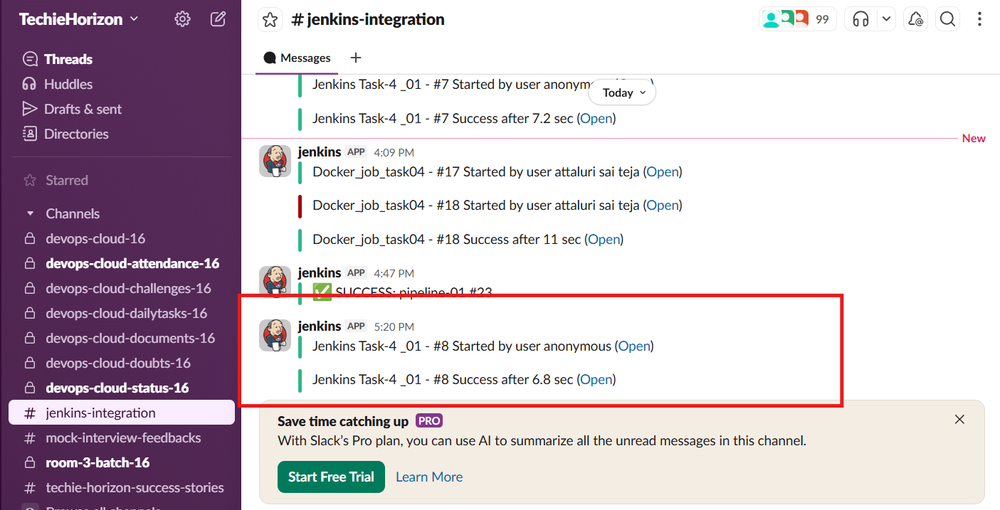 TechieHorizon
Threads
Huddles
Drafts & sent
Directories
Starred
Channels
devops-cloud-16
devops-cloud-attendance-16
devops-cloud-challenges-16
devops-cloud-dailytasks-16
devops-cloud-documents-16
devops-cloud-doubts-16
devops-cloud-status-16
# jenkins-integration
# mock-interview-feedbacks
room-3-batch-16
# techie-horizon-success-stories
Browse all channels
# jenkins-integration
99
Messages
Jenkins Task-4 _01 - #7 Started by user
Today
Jenkins Task-4 _01 - #7 Success after 7.2 sec (Open)
New
jenkins APP 4:09 PM
Docker_job_task04 - #17 Started by user attaluri sai teja (Open)
Docker_job_task04 - #18 Started by user attaluri sai teja (Open)
Docker_job_task04 - #18 Success after 11 sec (Open)
jenkins APP 4:47 PM
✅ SUCCESS: pipeline-01 #23
jenkins APP 5:20 PM
Jenkins Task-4 _01 - #8 Started by user anonymous (Open)
Jenkins Task-4 _01 - #8 Success after 6.8 sec (Open)
Save time catching up PRO
With Slack's Pro plan, you can use AI to summarize all the unread messages in this channel.
Start Free Trial
Learn More